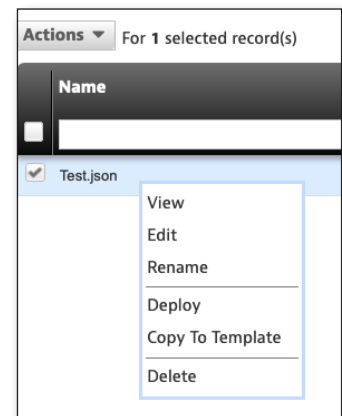 Actions For 1 selected record(s)
Name
Test.json
View
Edit
Rename
Deploy
Copy To Template
Delete